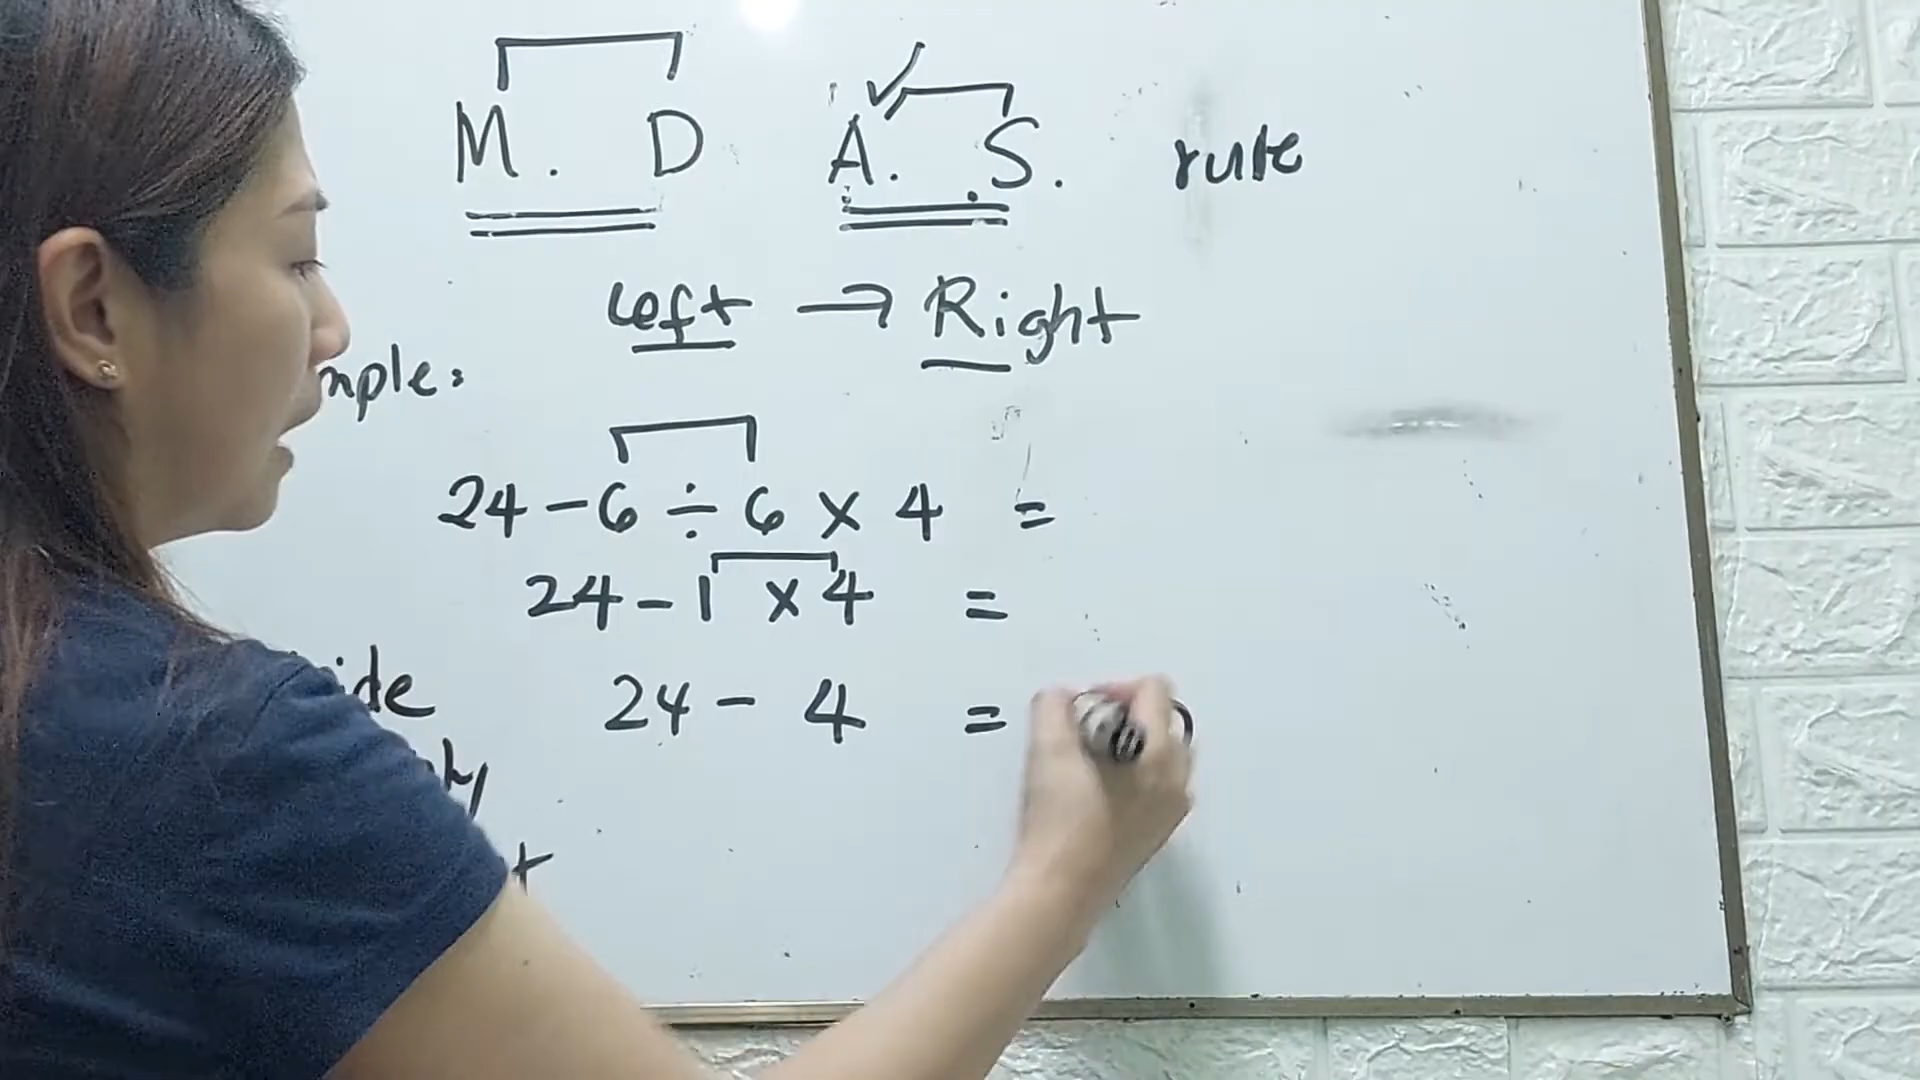 M. D A. S. rule
Left → Right
mple:
24 - 6 ÷ 6 × 4 =
24 - 1 × 4 =
ide
24 - 4 =